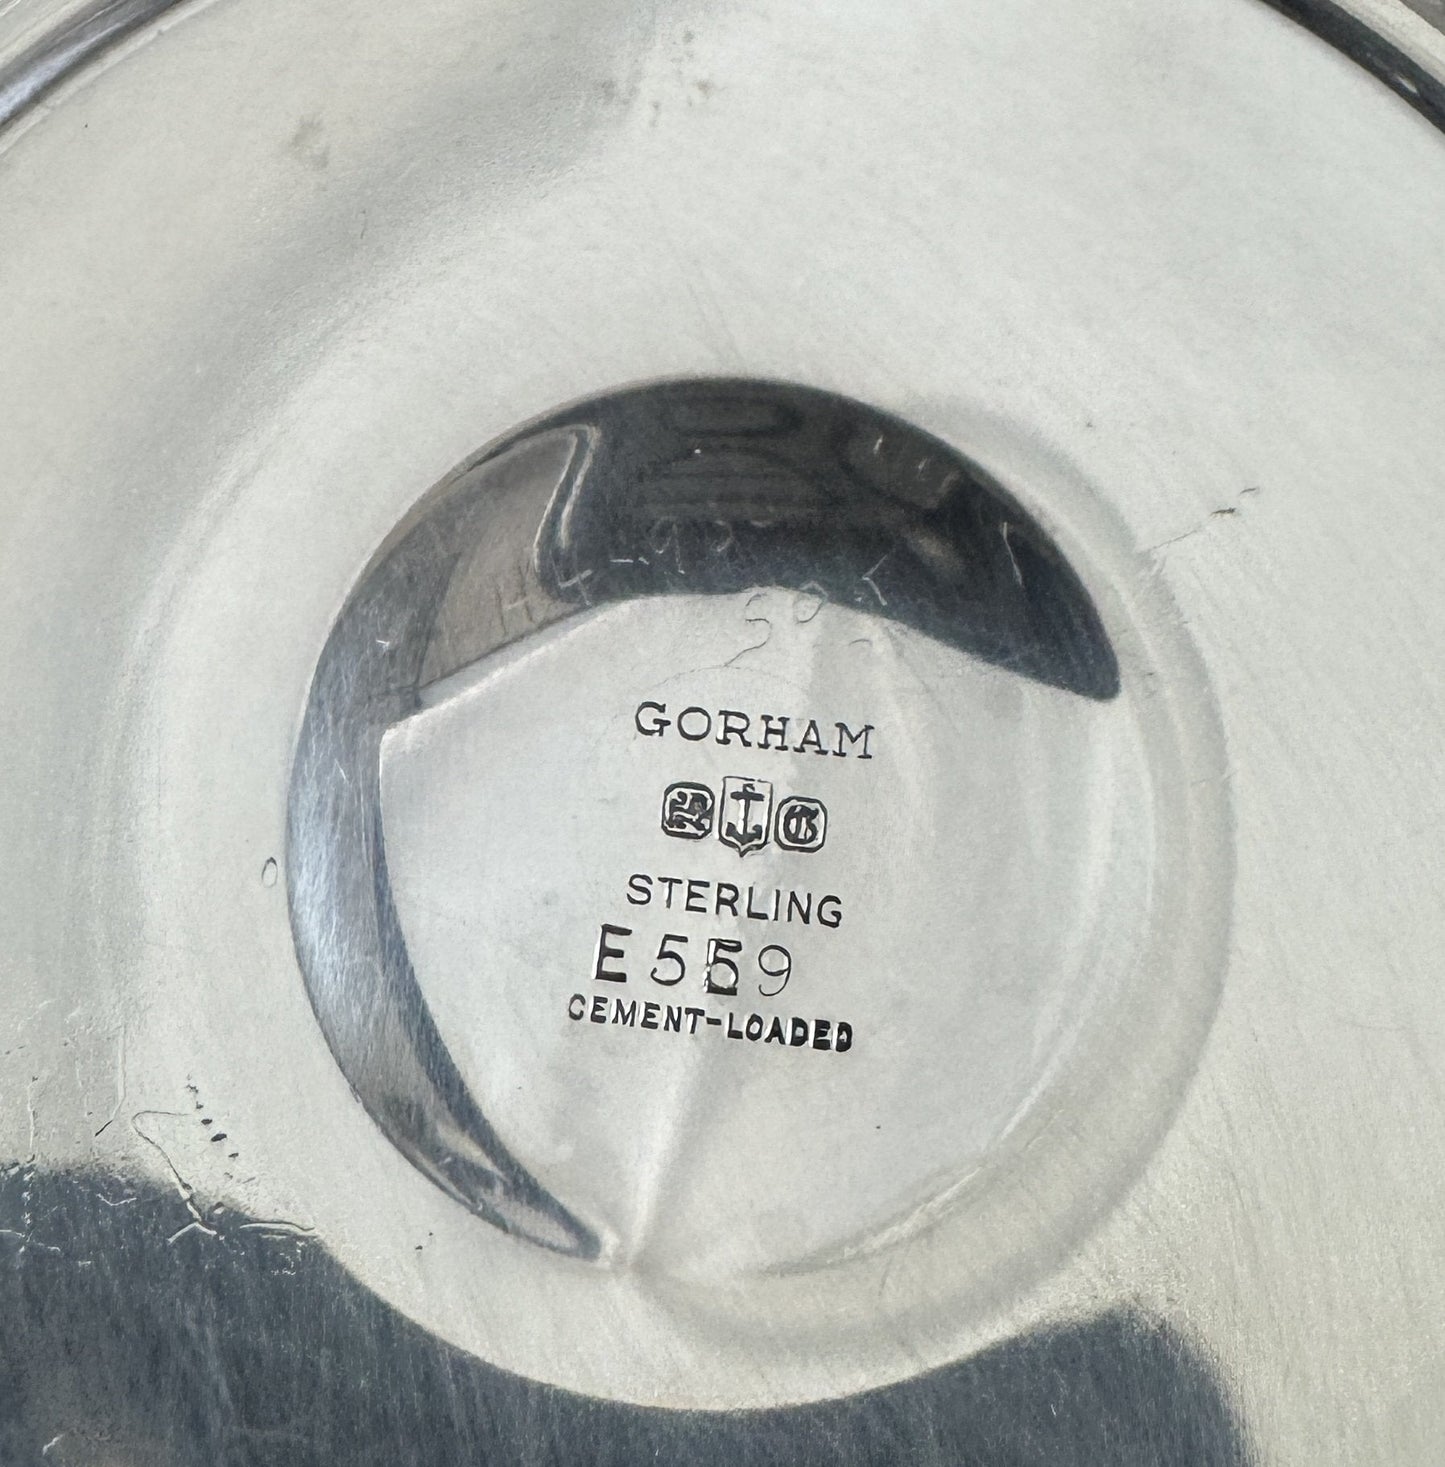 GORHAM
STERLING
E559
CEMENT-LOADED